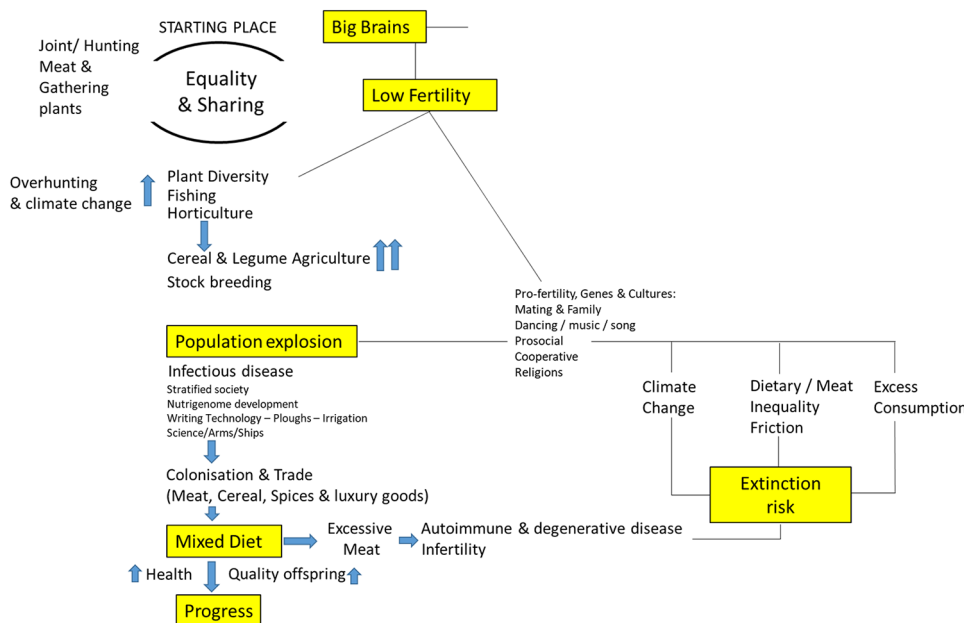 STARTING PLACE
Big Brains
Joint/ Hunting
Meat &
Gathering
plants
Equality
& Sharing
Low Fertility
Overhunting
& climate change
Plant Diversity
Fishing
Horticulture
Cereal & Legume Agriculture
Stock breeding
Pro-fertility, Genes & Cultures:
Mating & Family
Dancing / music / song
Prosocial
Cooperative
Religions
Population explosion
Infectious disease
Stratified society
Nutrigenome development
Writing Technology – Ploughs – Irrigation
Science/Arms/Ships
Climate
Change
Dietary / Meat
Inequality
Friction
Excess
Consumption
Colonisation & Trade
(Meat, Cereal, Spices & luxury goods)
Extinction
risk
Mixed Diet
Excessive
Meat
Autoimmune & degenerative disease
Infertility
Health
Quality offspring
Progress